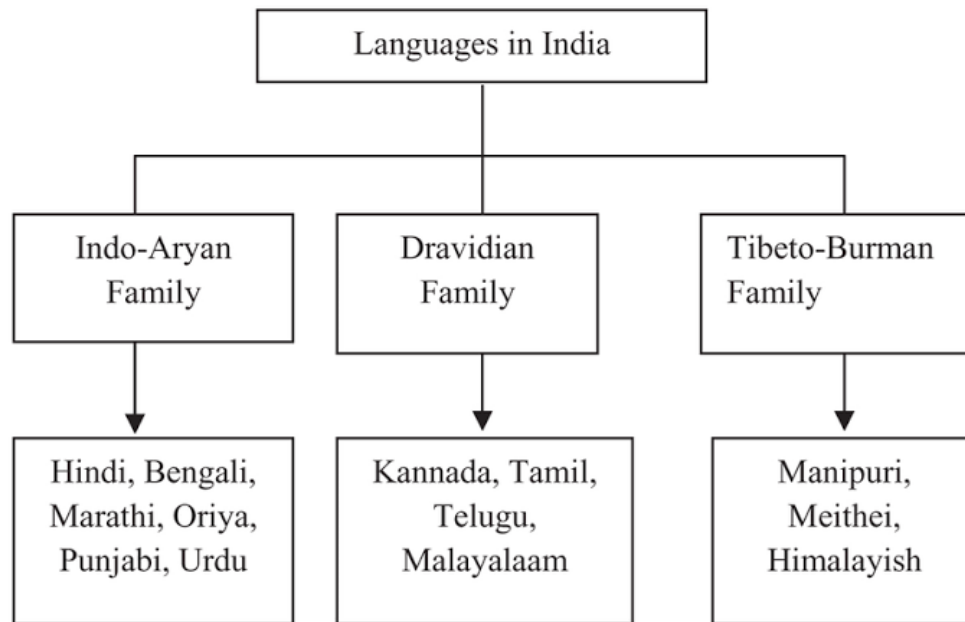 Languages in India
Indo-Aryan
Family
Dravidian
Family
Tibeto-Burman
Family
Hindi, Bengali,
Marathi, Oriya,
Punjabi, Urdu
Kannada, Tamil,
Telugu,
Malayalaam
Manipuri,
Meithei,
Himalayish